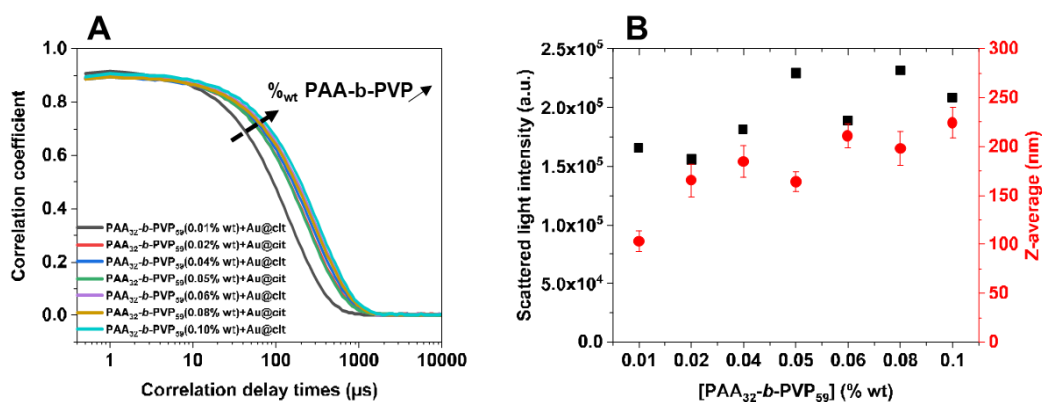 A
B
Correlation coefficient
1.0
0.8
0.6
0.4
0.2
0.0
%wt PAA-b-PVP
PAA32-b-PVP59(0.01% wt)+Au@cit
PAA32-b-PVP59(0.02% wt)+Au@cit
PAA32-b-PVP59(0.04% wt)+Au@cit
PAA32-b-PVP59(0.05% wt)+Au@cit
PAA32-b-PVP59(0.06% wt)+Au@cit
PAA32-b-PVP59(0.08% wt)+Au@cit
PAA32-b-PVP59(0.10% wt)+Au@cit
1 10 100 1000 10000
Correlation delay times (µs)
Scattered light intensity (a.u.)
2.5x10^5
2.0x10^5
1.5x10^5
1.0x10^5
5.0x10^4
0.0
300
250
200
150
100
50
0
Z-average (nm)
0.01 0.02 0.04 0.05 0.06 0.08 0.1
[PAA32-b-PVP59] (% wt)